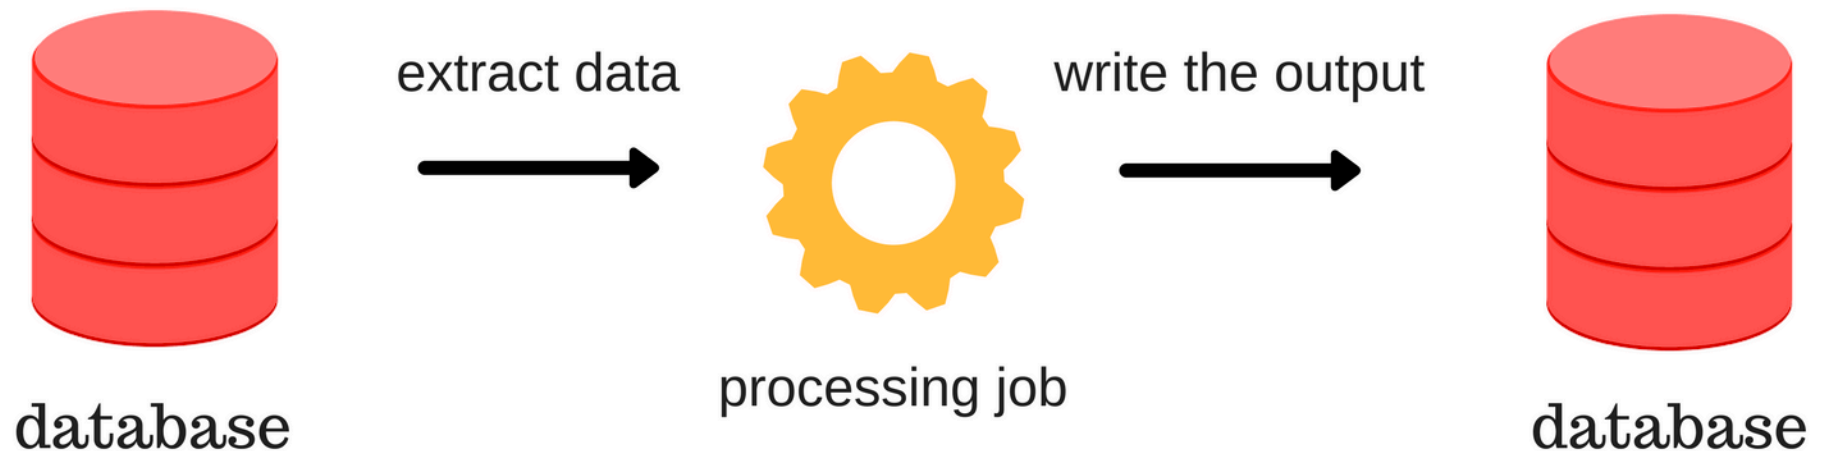 extract data
write the output
processing job
database
database